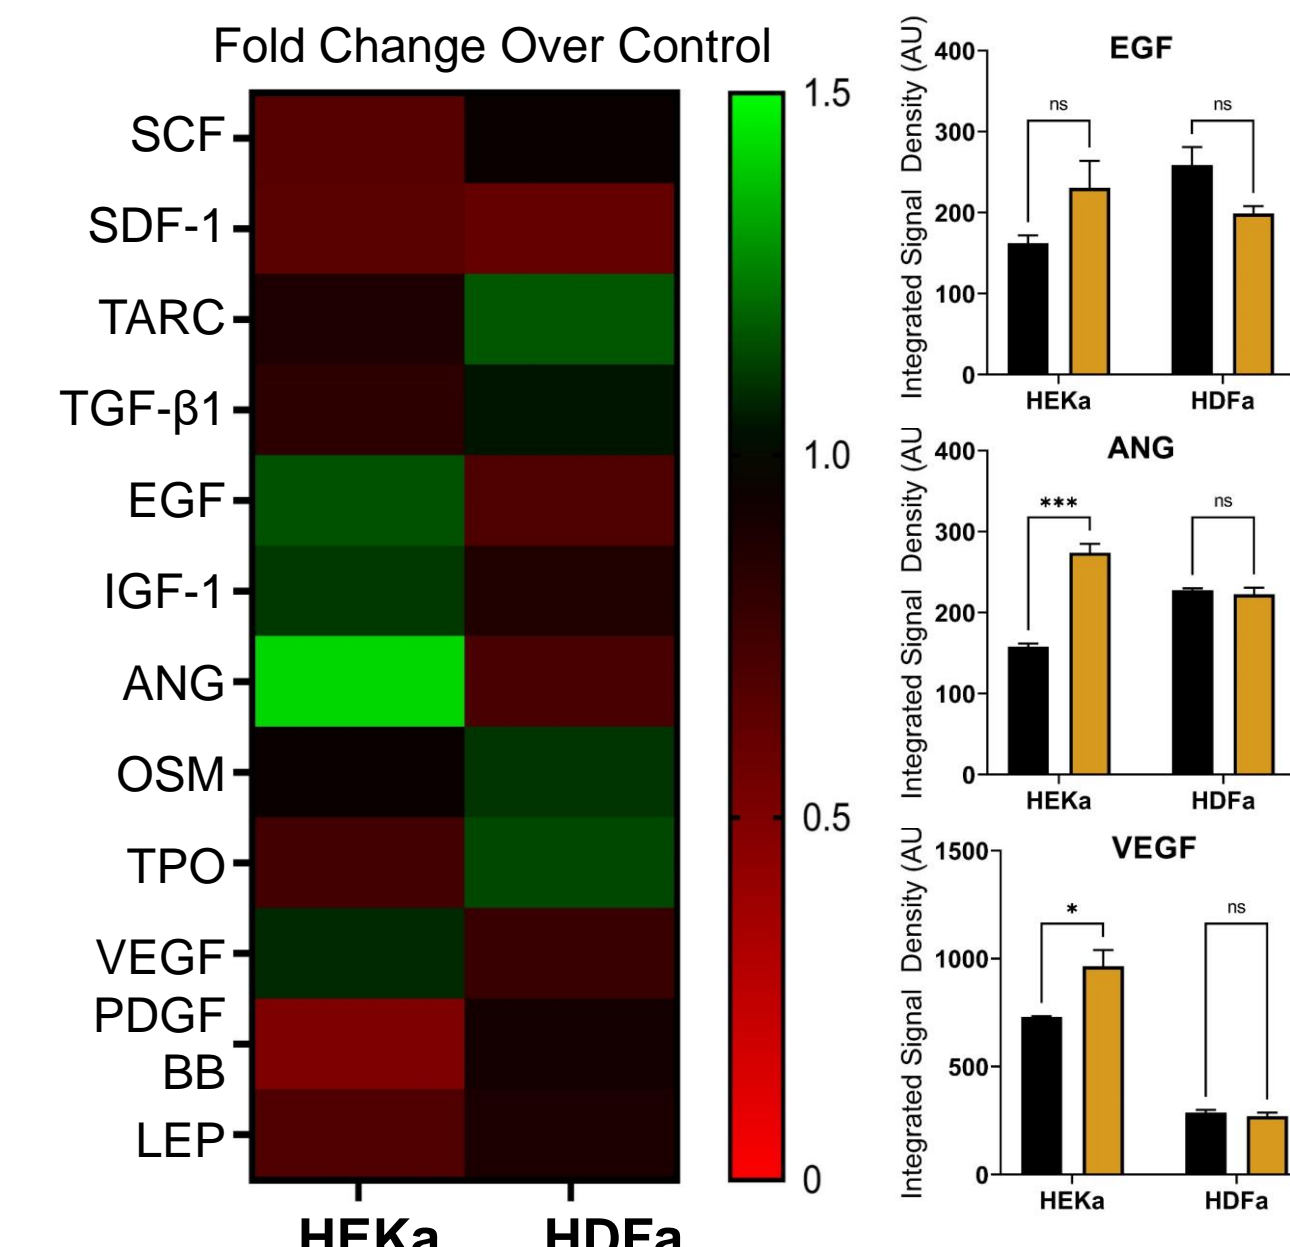 Fold Change Over Control
SCF
SDF-1
TARC
TGF-β1
EGF
IGF-1
ANG
OSM
TPO
VEGF
PDGF
BB
LEP
HEKa HDFa
1.5
1.0
0.5
0
EGF
Integrated Signal Density (AU)
400
300
200
100
0
ns ns
HEKa HDFa
ANG
Integrated Signal Density (AU
400
300
200
100
0
*** ns
HEKa HDFa
VEGF
Integrated Signal Density (AU
1500
1000
500
0
* ns
HEKa HDFa